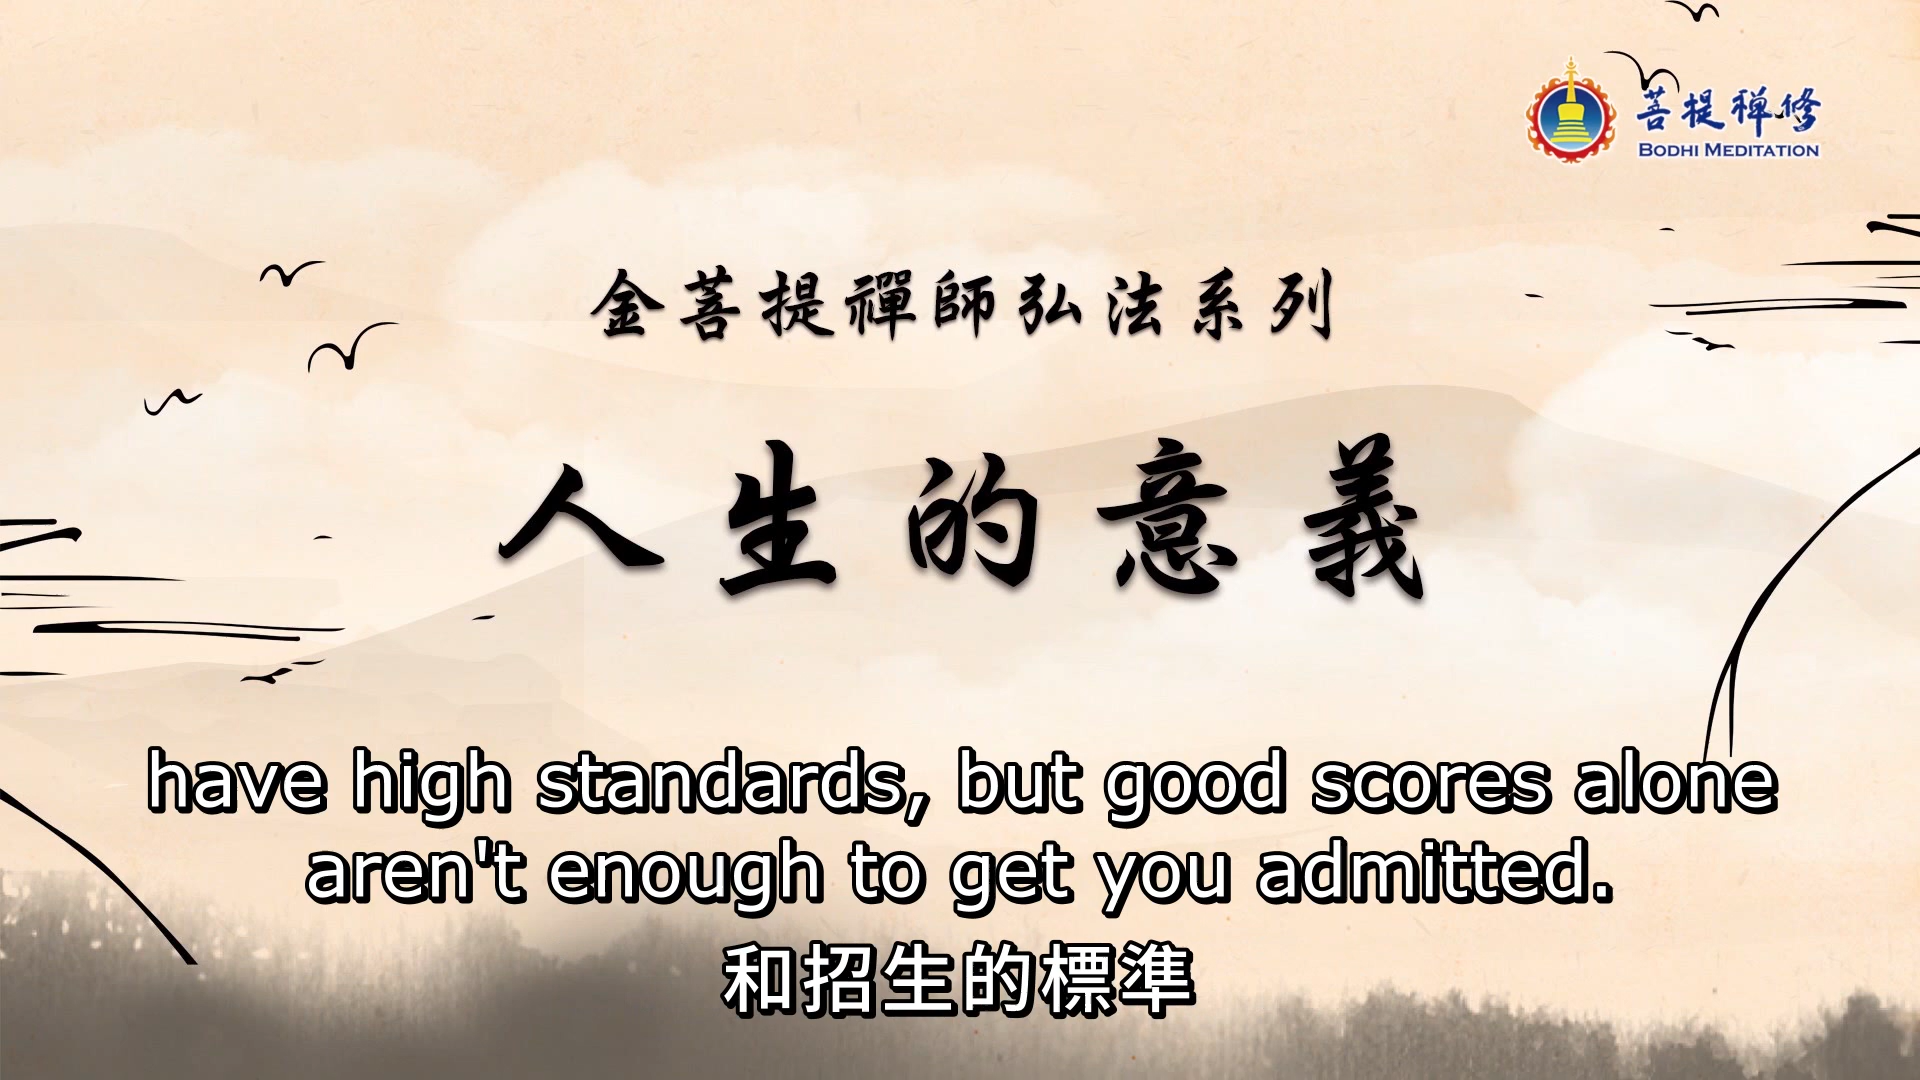 菩提禪修
BODHI MEDITATION
金菩提禪師弘法系列
人生的意義
have high standards, but good scores alone
aren't enough to get you admitted.
和招生的標準